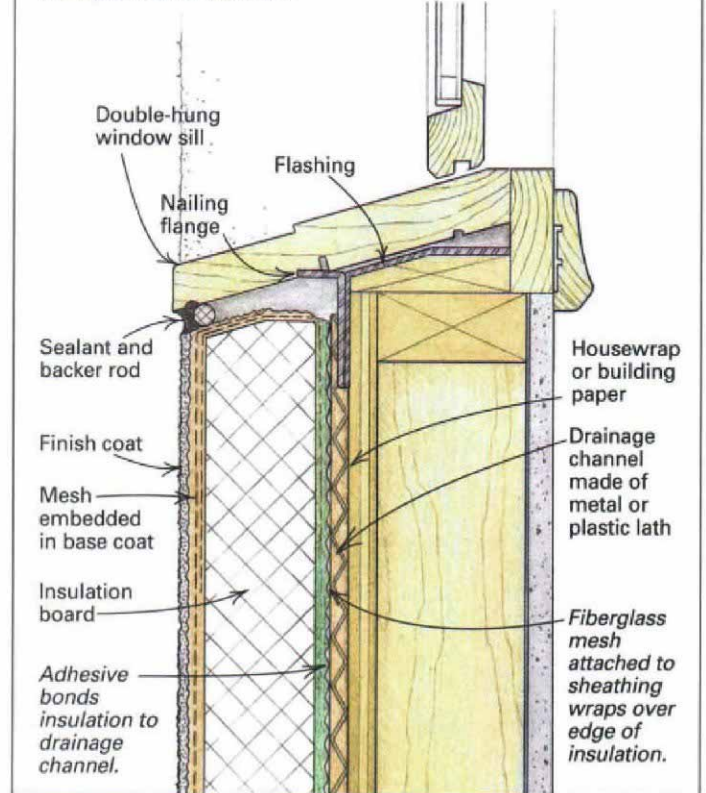 Double-hung
window sill
Flashing
Nailing
flange
Sealant and
backer rod
Finish coat
Mesh
embedded
in base coat
Insulation
board
Adhesive
bonds
insulation to
drainage
channel.
Housewrap
or building
paper
Drainage
channel
made of
metal or
plastic lath
Fiberglass
mesh
attached to
sheathing
wraps over
edge of
insulation.